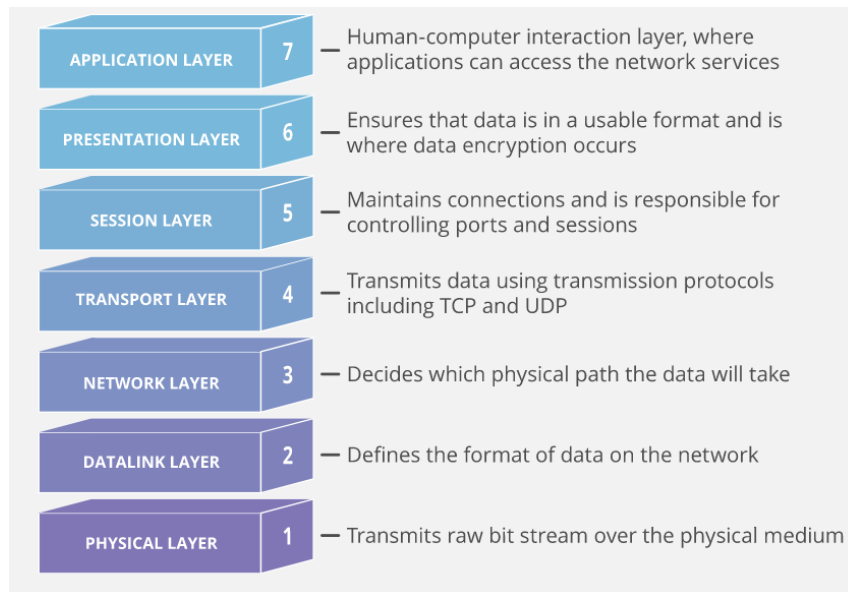 APPLICATION LAYER 7 — Human-computer interaction layer, where
applications can access the network services
PRESENTATION LAYER 6 — Ensures that data is in a usable format and is
where data encryption occurs
SESSION LAYER 5 — Maintains connections and is responsible for
controlling ports and sessions
TRANSPORT LAYER 4 — Transmits data using transmission protocols
including TCP and UDP
NETWORK LAYER 3 — Decides which physical path the data will take
DATALINK LAYER 2 — Defines the format of data on the network
PHYSICAL LAYER 1 — Transmits raw bit stream over the physical medium